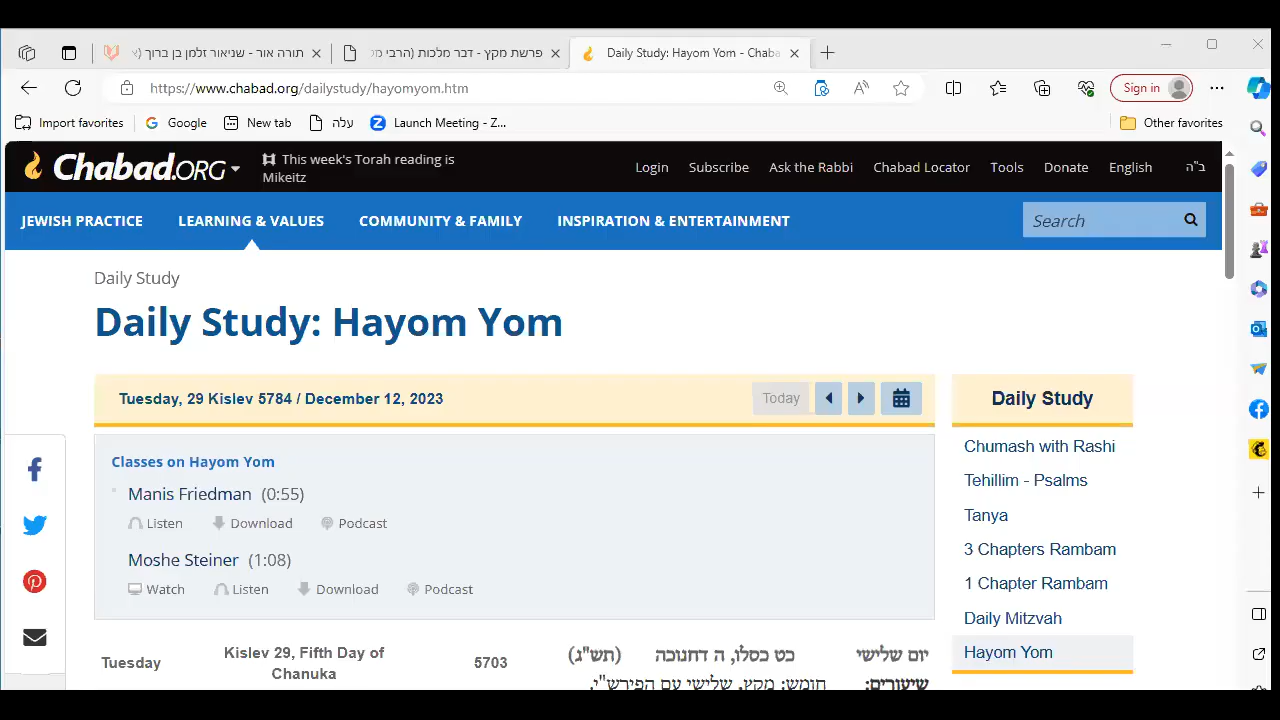 תורה אור - שניאור זלמן בן ברוך
פרשת מקץ - דבר מלכות (הרבי
Daily Study: Hayom Yom - Chaba
https://www.chabad.org/dailystudy/hayomyom.htm
Sign in
Import favorites
Google
New tab
עלה
Launch Meeting - Z...
Other favorites
Chabad.ORG
This week's Torah reading is
Mikeitz
Login
Subscribe
Ask the Rabbi
Chabad Locator
Tools
Donate
English
ב"ה
JEWISH PRACTICE
LEARNING & VALUES
COMMUNITY & FAMILY
INSPIRATION & ENTERTAINMENT
Search
Daily Study
Daily Study: Hayom Yom
Tuesday, 29 Kislev 5784 / December 12, 2023
Today
Classes on Hayom Yom
Manis Friedman (0:55)
Listen
Download
Podcast
Moshe Steiner (1:08)
Watch
Listen
Download
Podcast
Tuesday
Kislev 29, Fifth Day of
Chanuka
5703
יום שלישי כט כסלו, ה דחנוכה (תש"ג)
שיעורים: חומש: מקץ, שלישי עם הפירש"י.
Daily Study
Chumash with Rashi
Tehillim - Psalms
Tanya
3 Chapters Rambam
1 Chapter Rambam
Daily Mitzvah
Hayom Yom